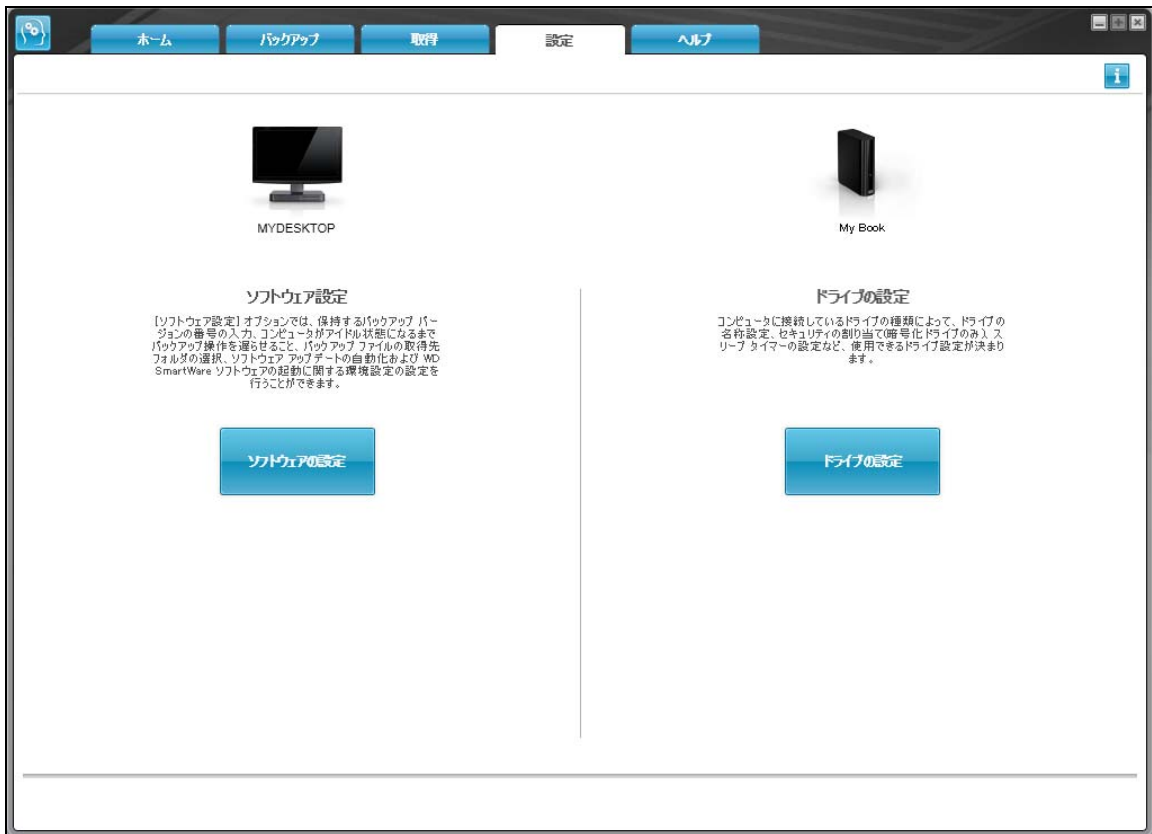 ホーム
バックアップ
取得
設定
ヘルプ
MYDESKTOP
ソフトウェア設定
[ソフトウェア設定] オプションでは、保持するバックアップ バー
ジョンの番号の入力、コンピュータがアイドル状態になるまで
バックアップ操作を遅らせること、バックアップ ファイルの取得先
フォルダの選択、ソフトウェア アップデートの自動化および WD
SmartWare ソフトウェアの起動に関する環境設定の設定を
行うことができます。
ソフトウェアの設定
My Book
ドライブの設定
コンピュータに接続しているドライブの種類によって、ドライブの
名称設定、セキュリティの割り当て(暗号化ドライブのみ)、ス
リープ タイマーの設定など、使用できるドライブ設定が決まり
ます。
ドライブの設定